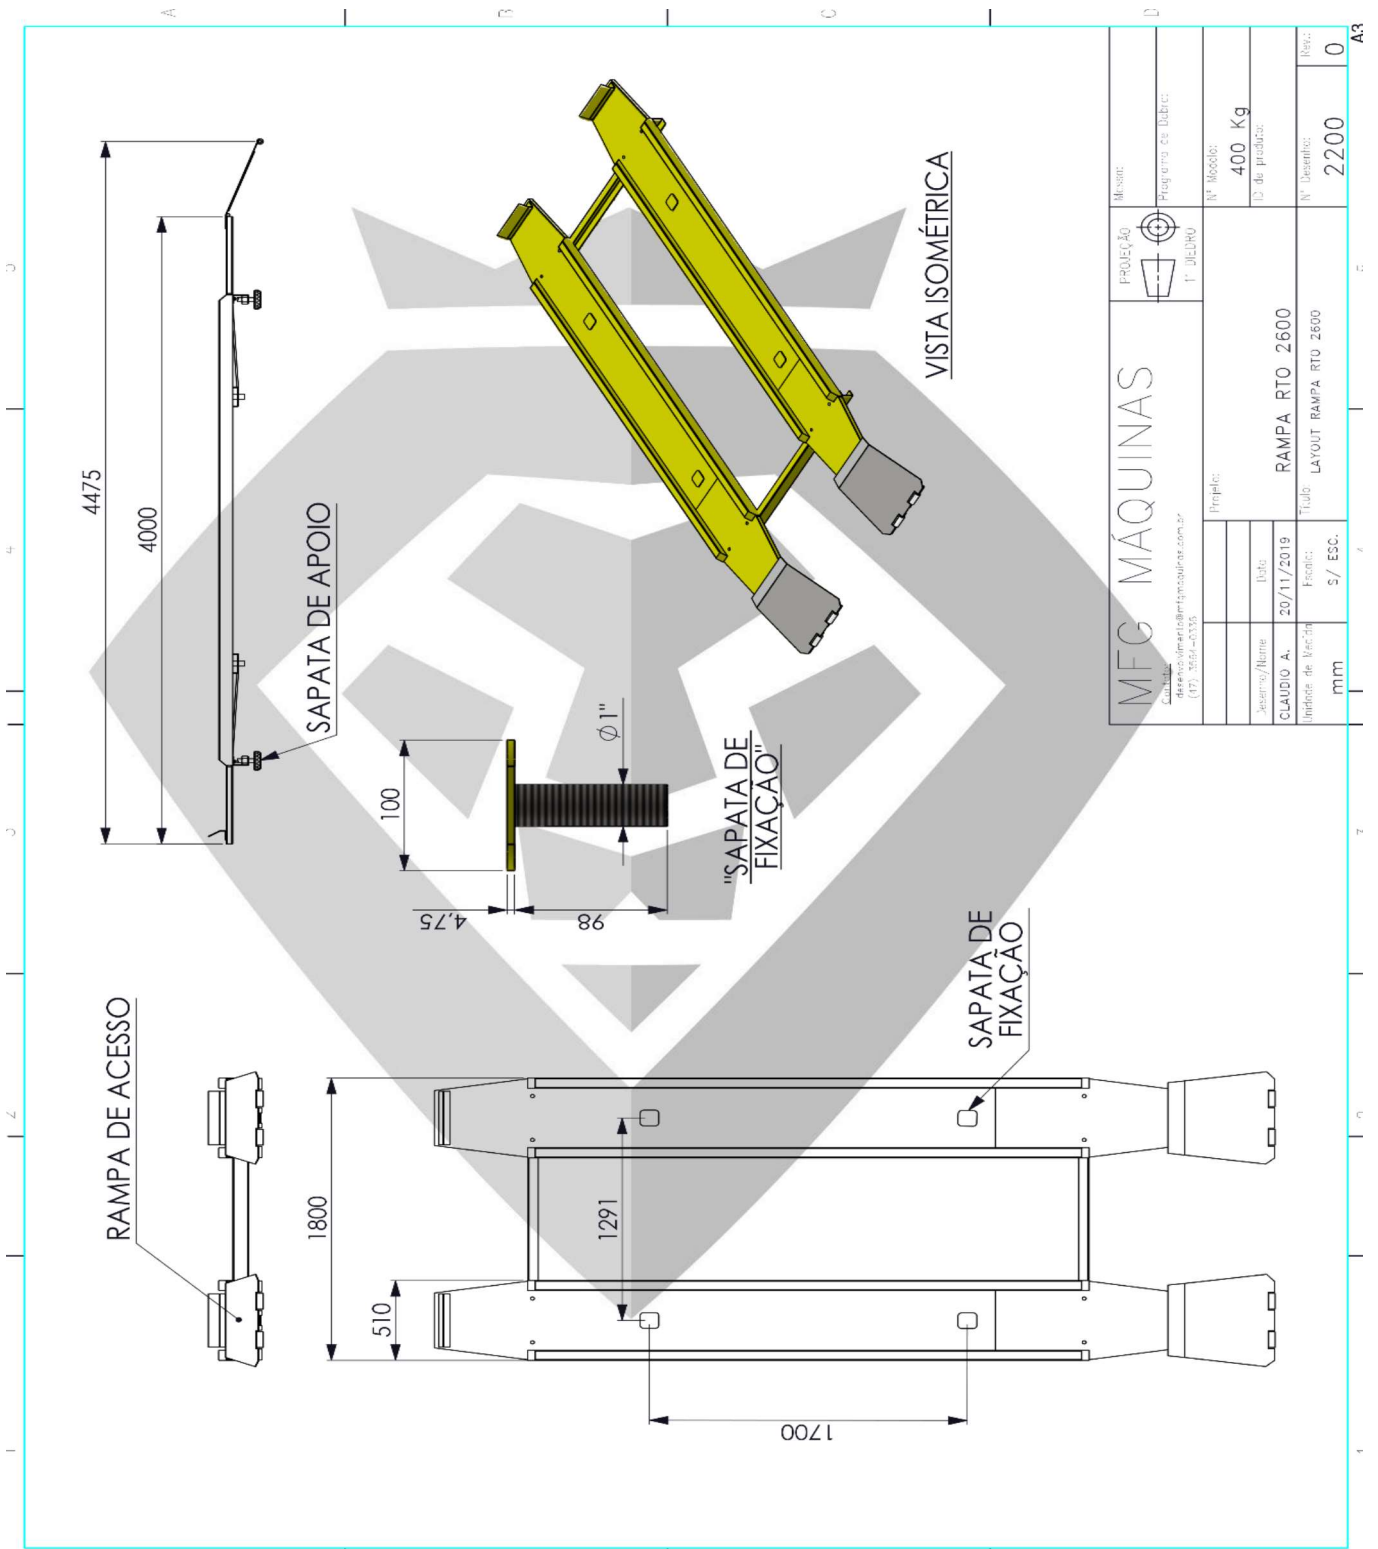 4475
4000
SAPATA DE APOIO
VISTA ISOMÉTRICA
100
Ø1"
4,75
98
"SAPATA DE
FIXAÇÃO"
RAMPA DE ACESSO
1800
510
1291
1700
SAPATA DE
FIXAÇÃO
MFG MÁQUINAS
PROJEÇÃO
1° DIEDRO
Programa de Dobra:
Projeto:
RAMPA RTO 2600
N° Modelo:
400 Kg
ID de produto:
Desenho/Nome
Data
CLAUDIO A.
20/11/2019
Unidade de Medida
mm
Escala:
S/ ESC.
Título:
LAYOUT RAMPA RTO 2600
N° Desenho:
2200
Rev.:
0
A3
A
B
C
D